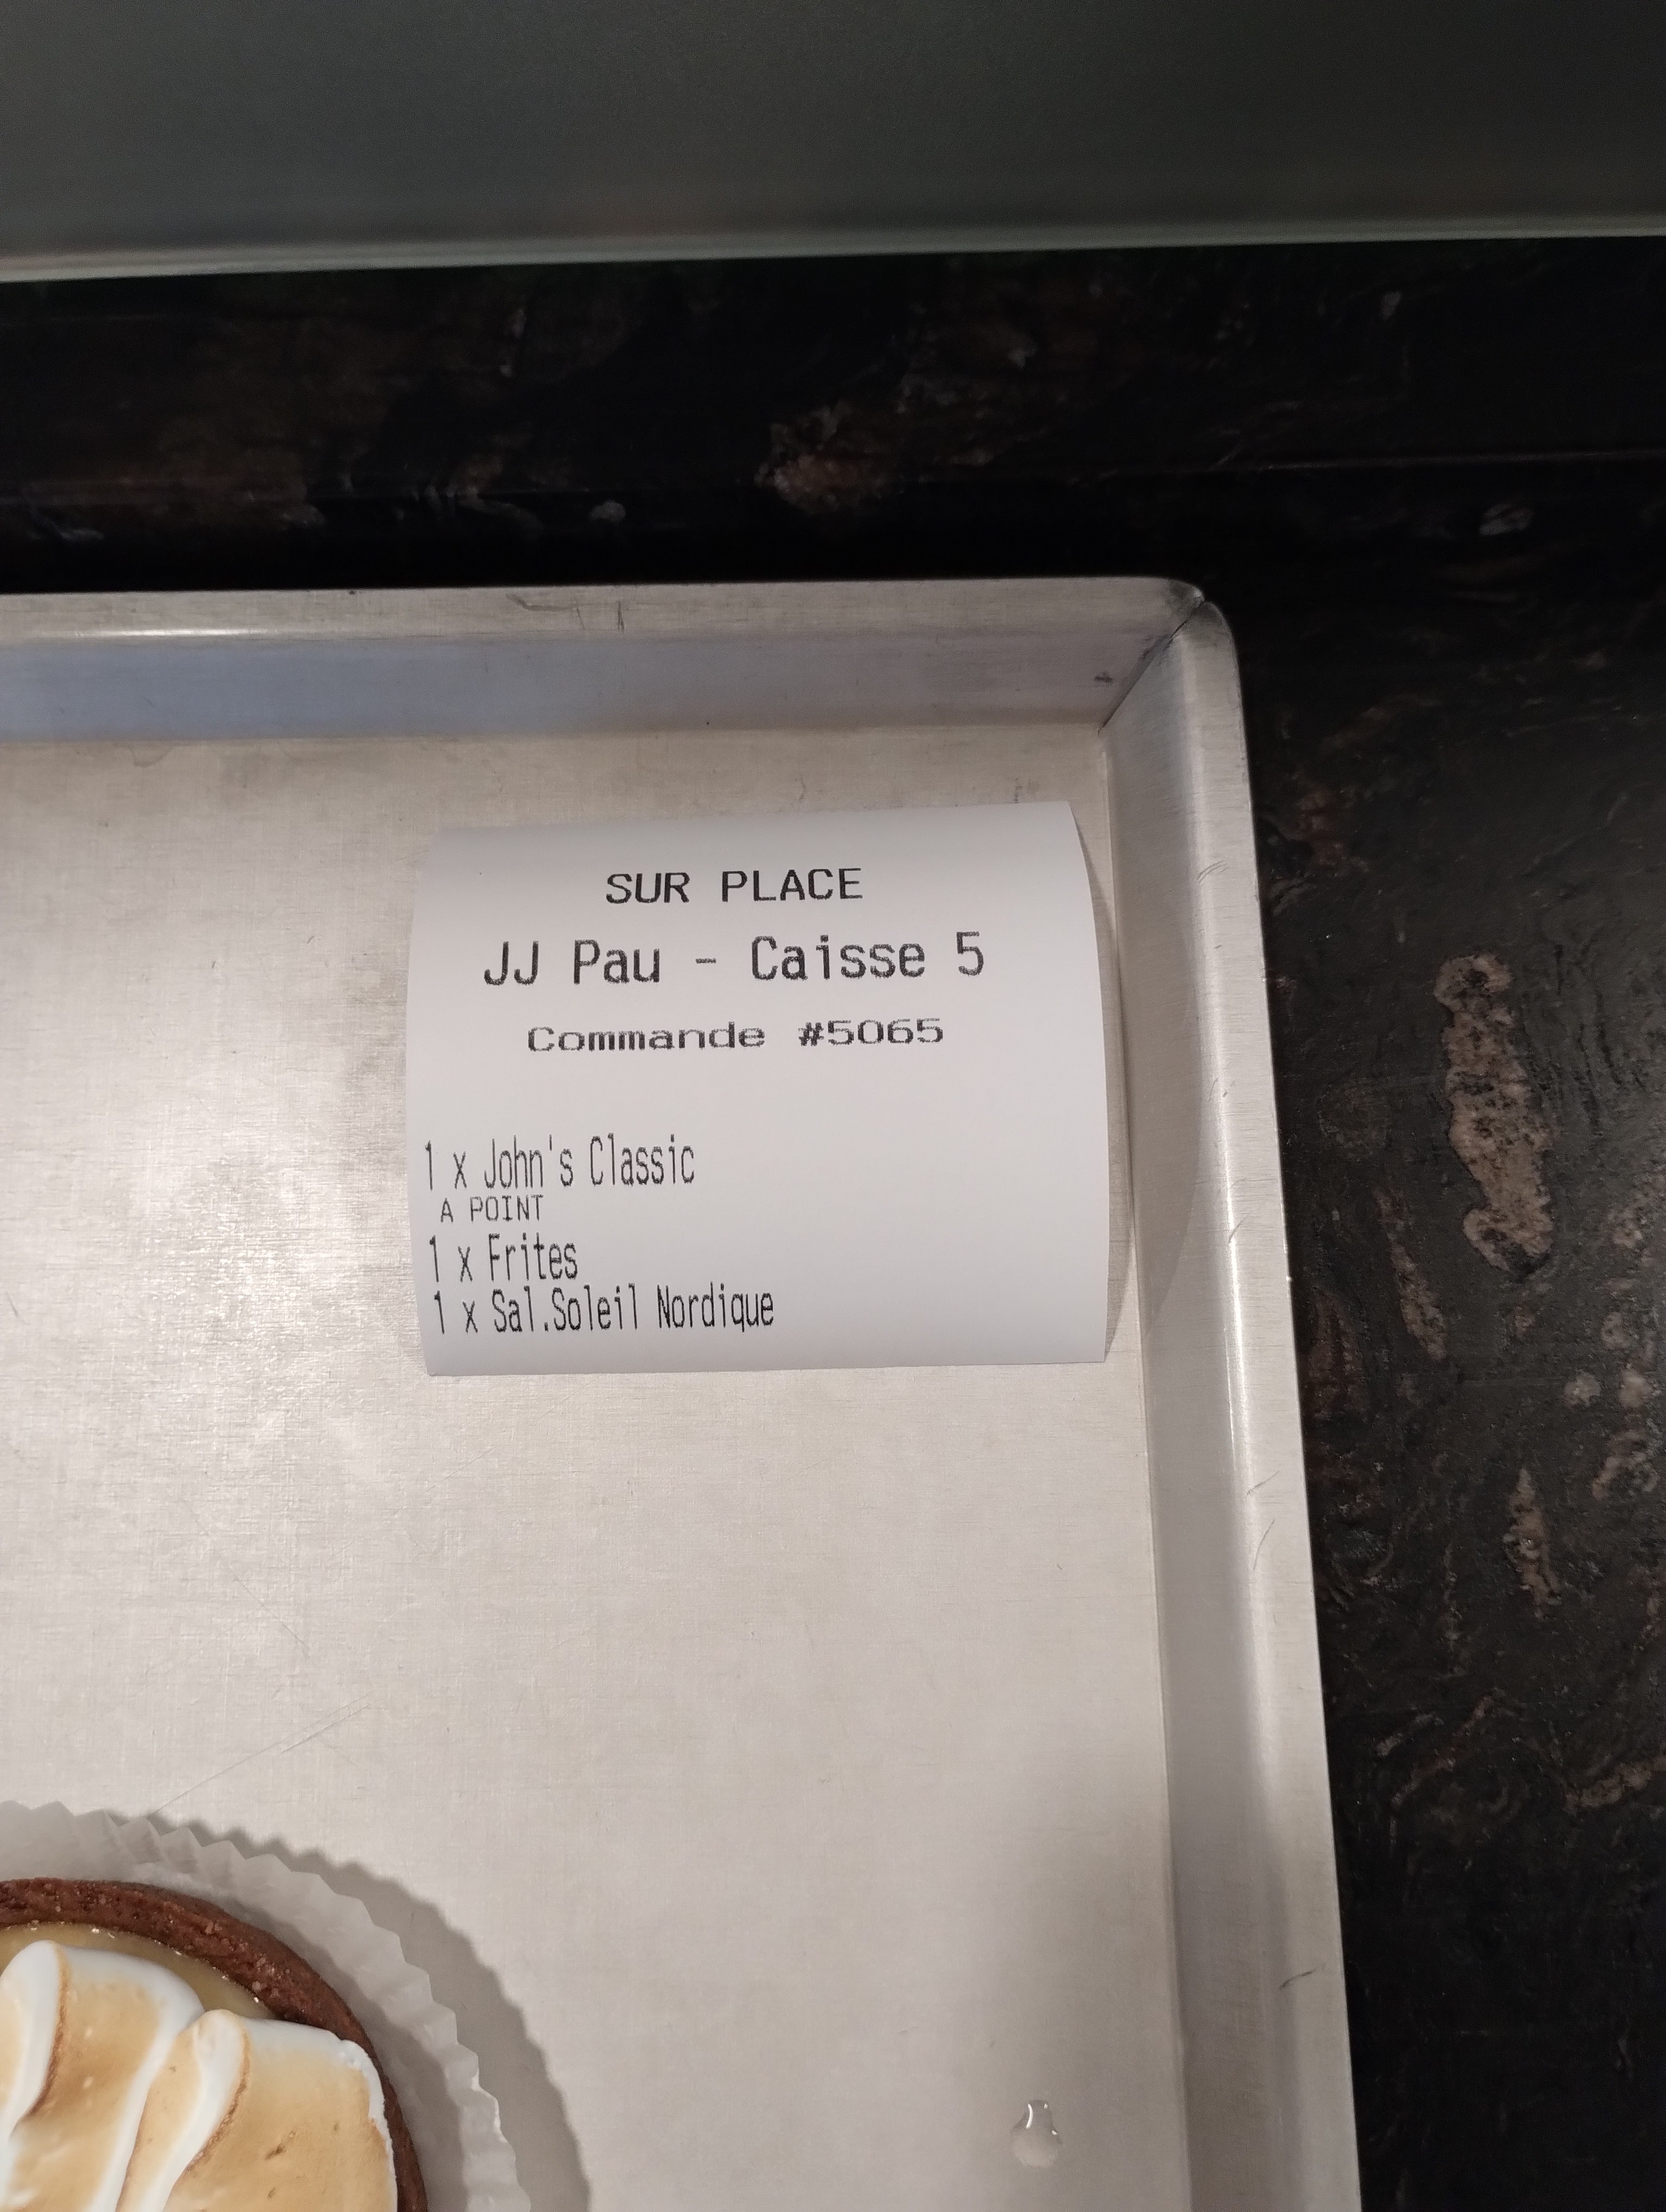 SUR PLACE
JJ Pau - Caisse 5
Commande #5065
1 x John's Classic
A POINT
1 x Frites
1 x Sal.Soleil Nordique